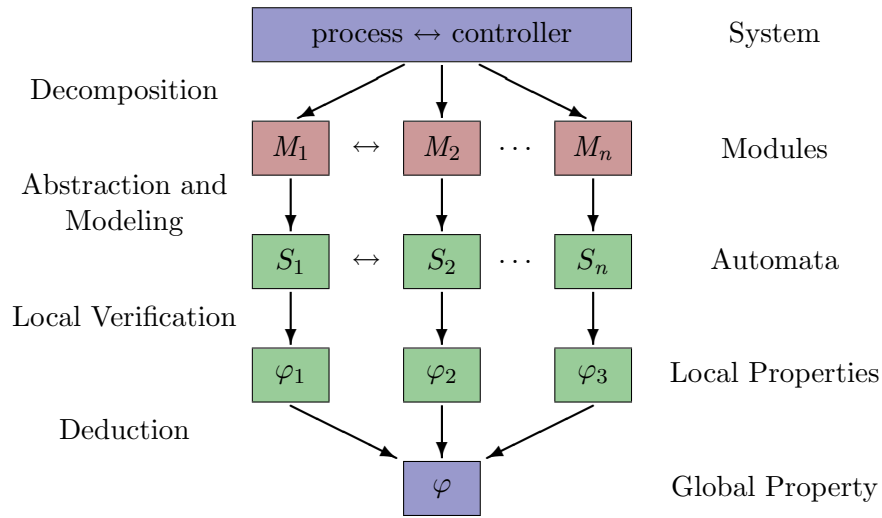 process ↔ controller
System
Decomposition
M₁ ↔ M₂ ⋯ Mₙ
Modules
Abstraction and
Modeling
S₁ ↔ S₂ ⋯ Sₙ
Automata
Local Verification
φ₁ φ₂ φ₃
Local Properties
Deduction
φ
Global Property